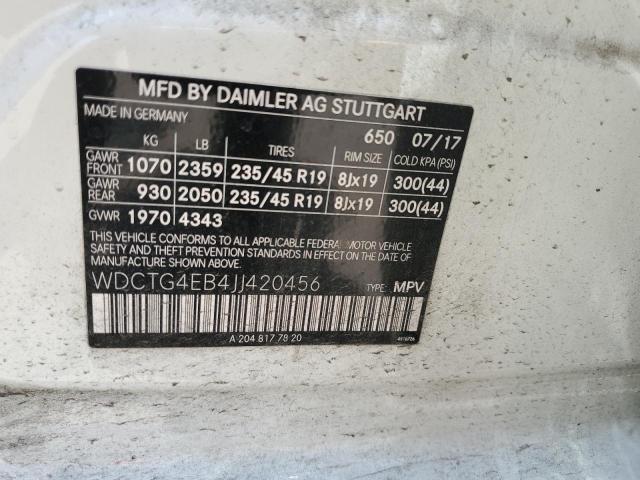 MFD BY DAIMLER AG STUTTGART
MADE IN GERMANY 650 07/17
KG LB TIRES RIM SIZE COLD KPA (PSI)
GAWR FRONT 1070 2359 235/45 R19 8Jx19 300(44)
GAWR REAR 930 2050 235/45 R19 8Jx19 300(44)
GVWR 1970 4343
THIS VEHICLE CONFORMS TO ALL APPLICABLE FEDERAL MOTOR VEHICLE
SAFETY AND THEFT PREVENTION STANDARDS IN EFFECT ON THE DATE OF
MANUFACTURE SHOWN ABOVE.
WDCTG4EB4JJ420456 TYPE: MPV
A 204 817 78 20